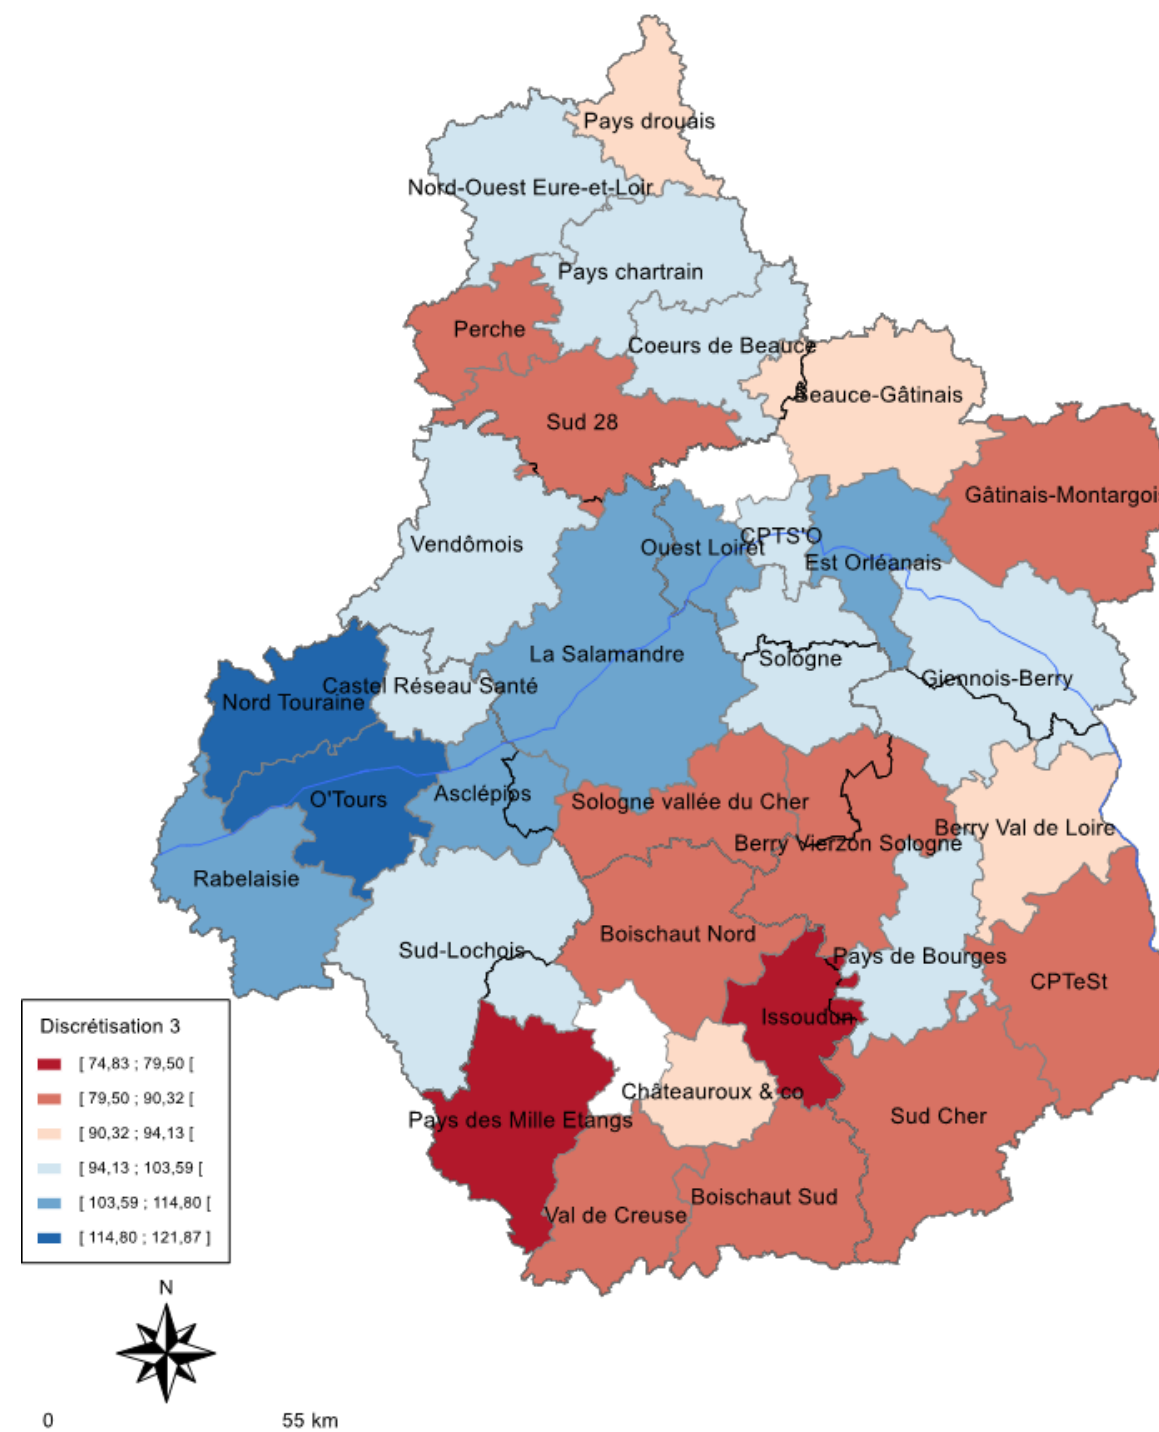 Pays drouais
Nord-Ouest Eure-et-Loir
Pays chartrain
Perche
Coeurs de Beauce
Beauce-Gâtinais
Sud 28
Gâtinais-Montargois
Vendômois
Ouest Loiret
CPTS'O
Est Orléanais
La Salamandre
Sologne
Giennois-Berry
Castel Réseau Santé
Nord Touraine
O'Tours
Asclépios
Sologne vallée du Cher
Berry Val de Loire
Berry Vierzon Sologne
Rabelaisie
Boischaut Nord
Sud-Lochois
Pays de Bourges
CPTeSt
Issoudun
Châteauroux & co
Pays des Mille Etangs
Sud Cher
Boischaut Sud
Val de Creuse
Discrétisation 3
[ 74,83 ; 79,50 [
[ 79,50 ; 90,32 [
[ 90,32 ; 94,13 [
[ 94,13 ; 103,59 [
[ 103,59 ; 114,80 [
[ 114,80 ; 121,87 ]
N
0 55 km